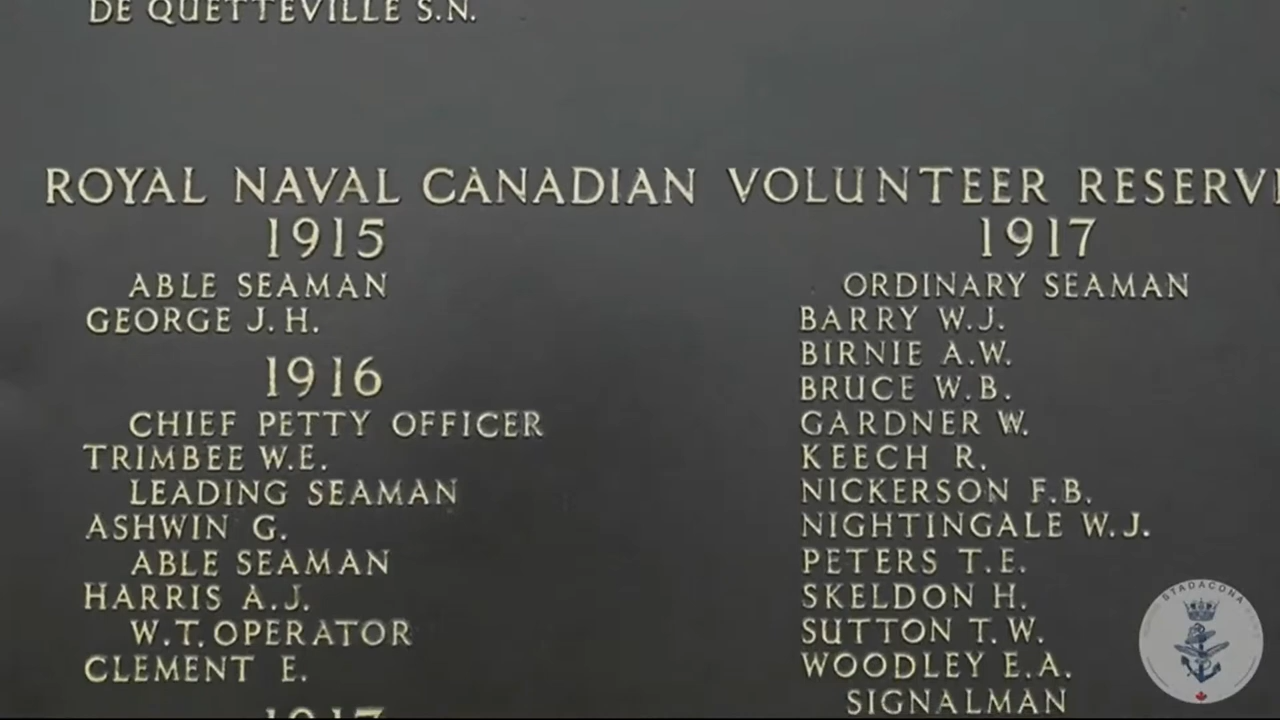 DE QUETTEVILLE S.N.
ROYAL NAVAL CANADIAN VOLUNTEER
1915
ABLE SEAMAN
GEORGE J.H.
1916
CHIEF PETTY OFFICER
TRIMBEE W.E.
LEADING SEAMAN
ASHWIN G.
ABLE SEAMAN
HARRIS A.J.
W.T. OPERATOR
CLEMENT E.
1917
1917
ORDINARY SEAMAN
BARRY W.J.
BIRNIE A.W.
BRUCE W.B.
GARDNER W.
KEECH R.
NICKERSON F.B.
NIGHTINGALE W.J.
PETERS T.E.
SKELDON H.
SUTTON T.W.
WOODLEY E.A.
SIGNALMAN
STADACONA